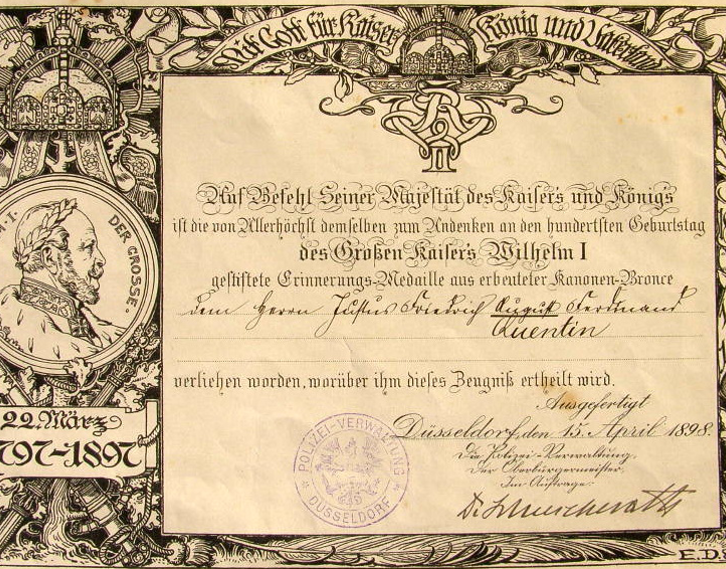 Mit Gott für Kaiser König und Vaterland
W II
M.I.
DER GROSSE.
Auf Befehl Seiner Majestät des Kaisers und Königs
ist die von Allerhöchst demselben zum Andenken an den hundertsten Geburtstag
des Großen Kaisers Wilhelm I
gestiftete Erinnerungs-Medaille aus erbeuteter Kanonen-Bronce
dem Herrn Justus Friedrich August Ferdinand
Quentin
verliehen worden, worüber ihm dieses Zeugniß ertheilt wird.
Ausgefertigt
Düsseldorf, den 15. April 1898.
Die Polizei-Verwaltung.
Der Oberbürgermeister.
Im Auftrage:
POLIZEI-VERWALTUNG
DÜSSELDORF
22. März
1797-1897
E.D.